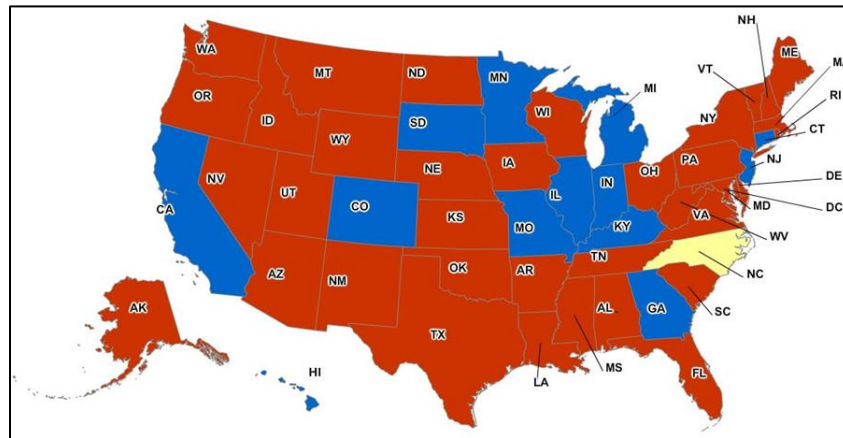 NH
WA
ME
MT
ND
MN
MA
VT
MI
OR
RI
ID
SD
WI
NY
CT
WY
IA
PA
NJ
NE
OH
NV
IL
IN
DE
UT
CO
MD
DC
CA
VA
KS
MO
KY
WV
TN
NC
AZ
OK
NM
AR
AK
AL
GA
SC
TX
HI
MS
FL
LA